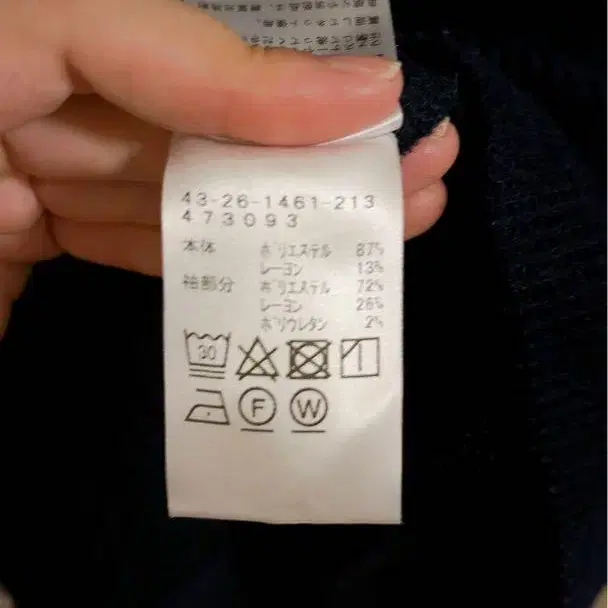 43-26-1461-213
473093
本体 ポリエステル 87%
レーヨン 13%
袖部分 ポリエステル 72%
レーヨン 26%
ポリウレタン 2%
30
F W